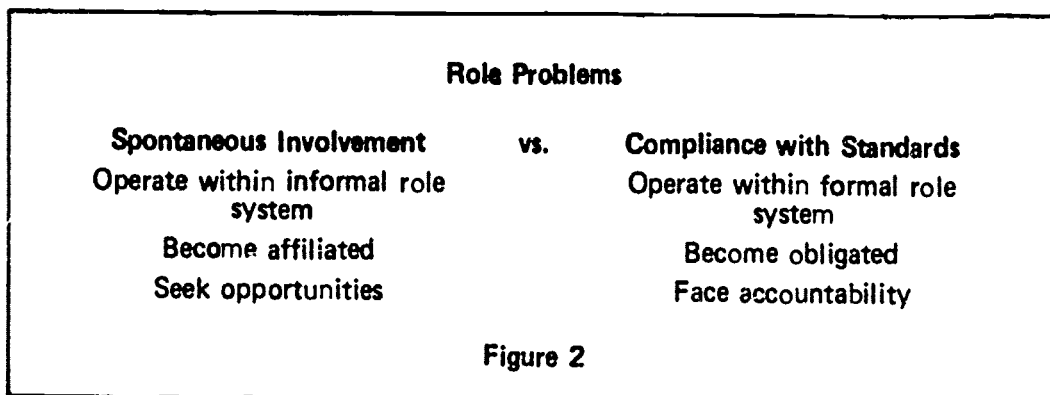 Role Problems
Spontaneous Involvement vs. Compliance with Standards
Operate within informal role Operate within formal role
system system
Become affiliated Become obligated
Seek opportunities Face accountability
Figure 2